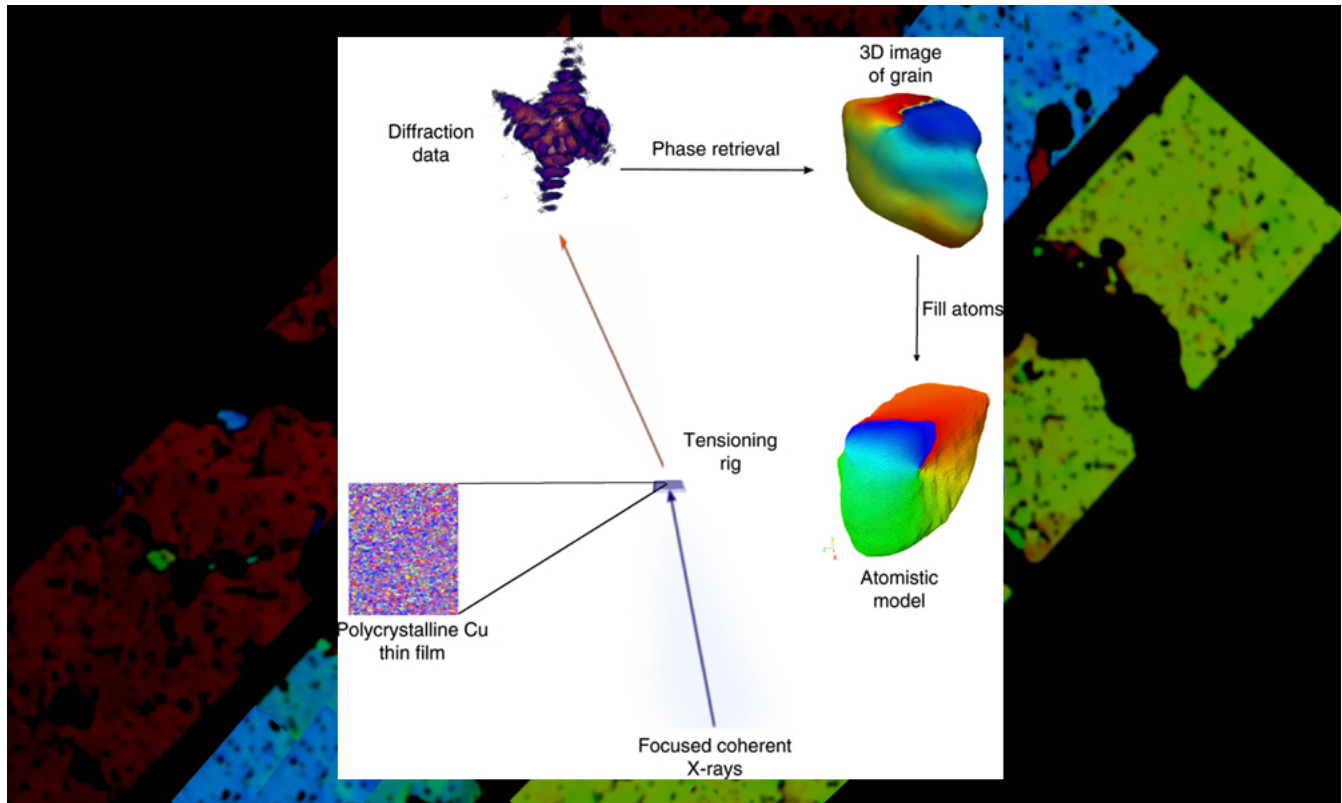 3D image
of grain
Diffraction
data
Phase retrieval
Fill atoms
Tensioning
rig
Atomistic
model
Polycrystalline Cu
thin film
Focused coherent
X-rays